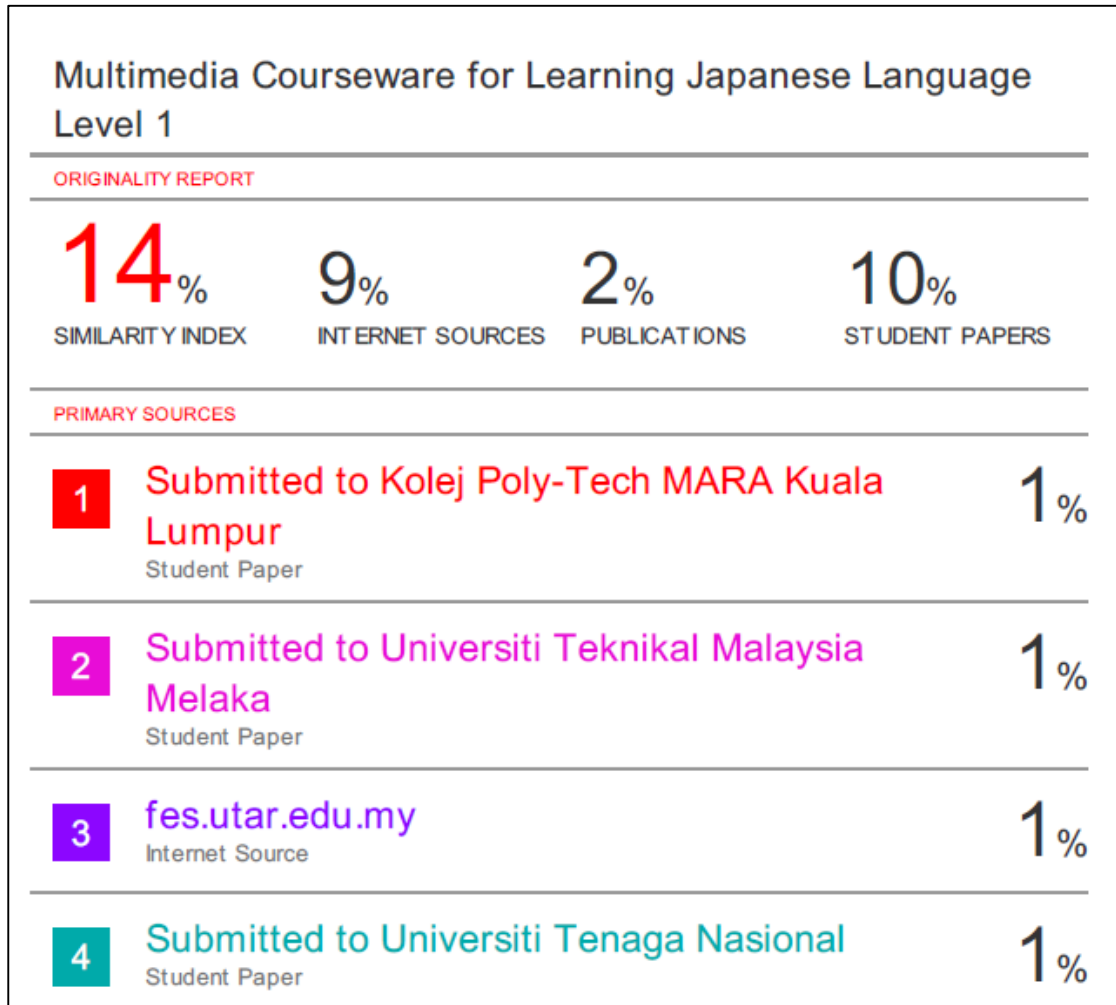 Multimedia Courseware for Learning Japanese Language
Level 1
ORIGINALITY REPORT
14% 9% 2% 10%
SIMILARITY INDEX INTERNET SOURCES PUBLICATIONS STUDENT PAPERS
PRIMARY SOURCES
1 Submitted to Kolej Poly-Tech MARA Kuala 1%
Lumpur
Student Paper
2 Submitted to Universiti Teknikal Malaysia 1%
Melaka
Student Paper
3 fes.utar.edu.my 1%
Internet Source
4 Submitted to Universiti Tenaga Nasional 1%
Student Paper